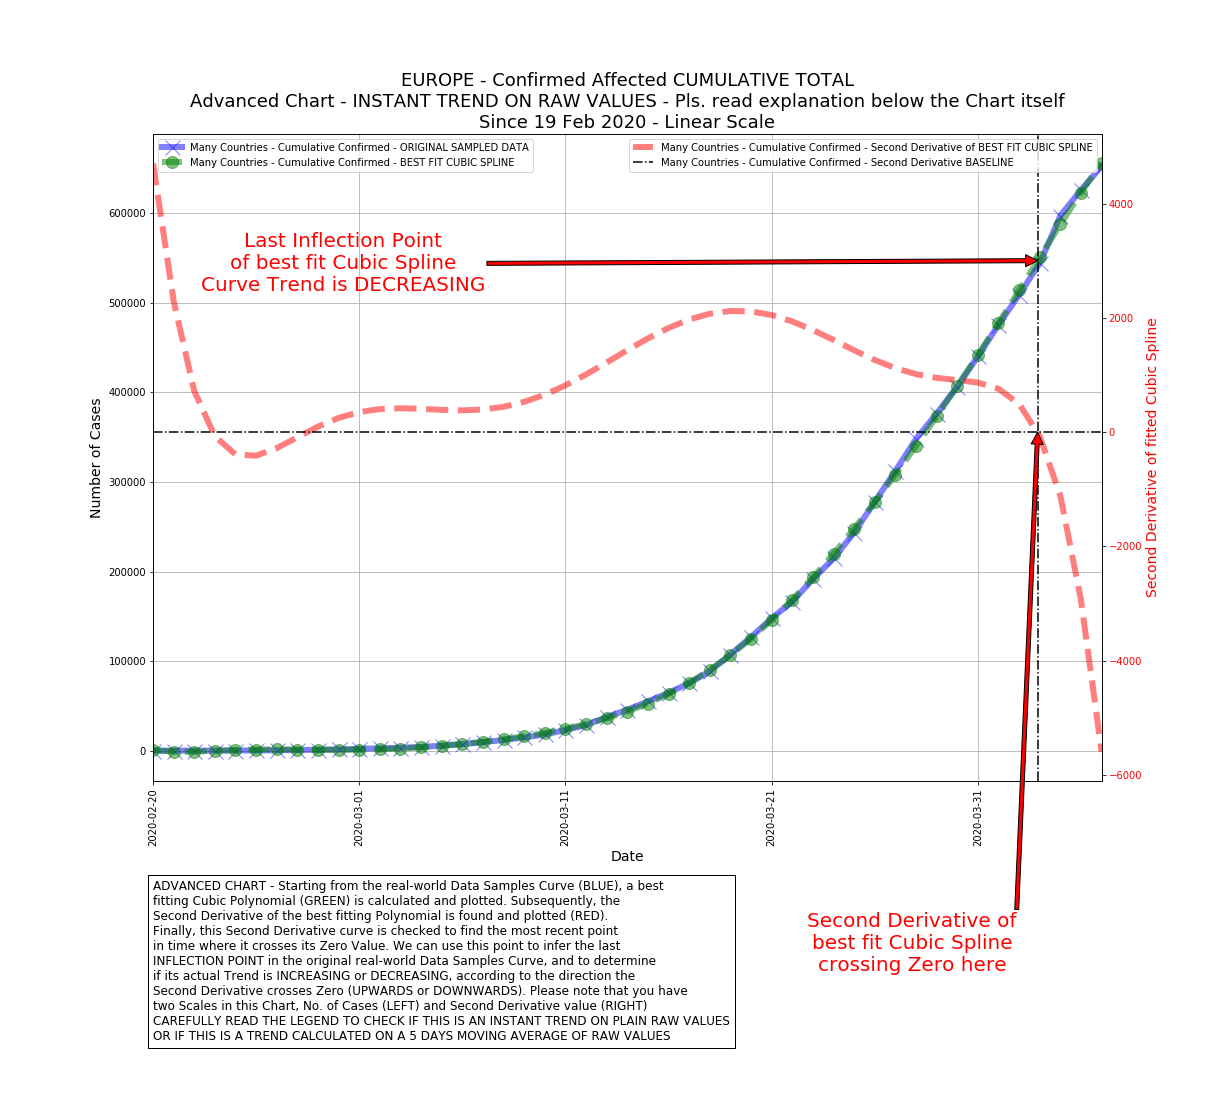 EUROPE - Confirmed Affected CUMULATIVE TOTAL
Advanced Chart - INSTANT TREND ON RAW VALUES - Pls. read explanation below the Chart itself
Since 19 Feb 2020 - Linear Scale
Many Countries - Cumulative Confirmed - ORIGINAL SAMPLED DATA
Many Countries - Cumulative Confirmed - BEST FIT CUBIC SPLINE
Many Countries - Cumulative Confirmed - Second Derivative of BEST FIT CUBIC SPLINE
Many Countries - Cumulative Confirmed - Second Derivative BASELINE
Last Inflection Point
of best fit Cubic Spline
Curve Trend is DECREASING
Number of Cases
600000
500000
400000
300000
200000
100000
0
4000
2000
0
−2000
−4000
−6000
Second Derivative of fitted Cubic Spline
2020-02-20
2020-03-01
2020-03-11
2020-03-21
2020-03-31
Date
ADVANCED CHART - Starting from the real-world Data Samples Curve (BLUE), a best
fitting Cubic Polynomial (GREEN) is calculated and plotted. Subsequently, the
Second Derivative of the best fitting Polynomial is found and plotted (RED).
Finally, this Second Derivative curve is checked to find the most recent point
in time where it crosses its Zero Value. We can use this point to infer the last
INFLECTION POINT in the original real-world Data Samples Curve, and to determine
if its actual Trend is INCREASING or DECREASING, according to the direction the
Second Derivative crosses Zero (UPWARDS or DOWNWARDS). Please note that you have
two Scales in this Chart, No. of Cases (LEFT) and Second Derivative value (RIGHT)
CAREFULLY READ THE LEGEND TO CHECK IF THIS IS AN INSTANT TREND ON PLAIN RAW VALUES
OR IF THIS IS A TREND CALCULATED ON A 5 DAYS MOVING AVERAGE OF RAW VALUES
Second Derivative of
best fit Cubic Spline
crossing Zero here